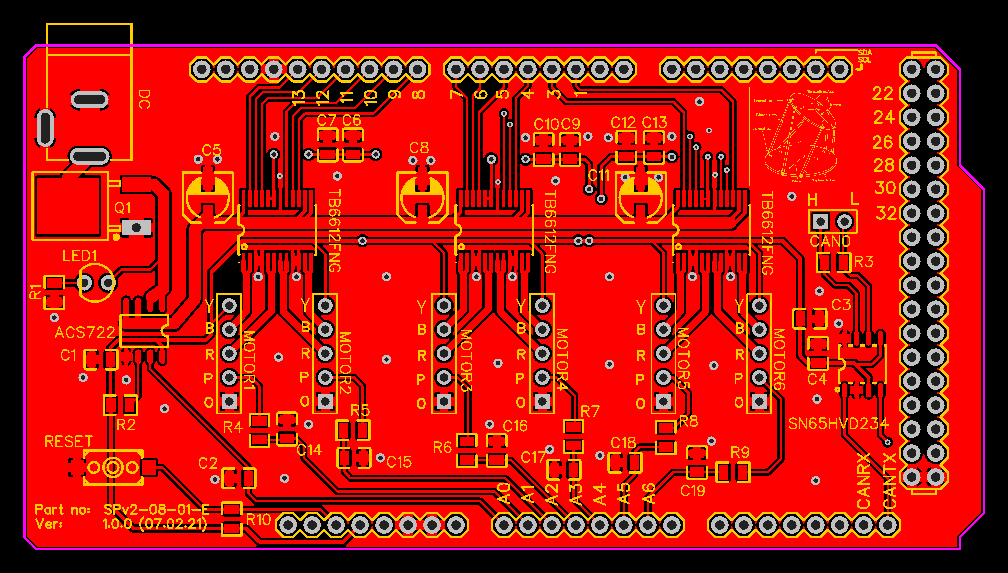 SDA
SCL
DC
13 12 11 10 9 8
7 6 5 4 3 1
22
24
26
28
30
32
C7 C6
C10 C9
C12 C13
C5
C8
C11
TB6612FNG
TB6612FNG
TB6612FNG
Q1
H L
CAN0
LED1
R3
R1
ACS722
C3
C1
C4
Y
B
R
P
O
MOTOR1
MOTOR2
Y
B
R
P
O
MOTOR3
MOTOR4
Y
B
R
P
O
MOTOR5
MOTOR6
R2
R4
C14
R5
C15
R6
C16
R7
C17
C18
R8
C19
R9
SN65HVD234
RESET
C2
A0 A1 A2 A3 A4 A5 A6
CANRX
CANTX
Part no: SPv2-08-01-E
Ver: 1.0.0 (07.02.21)
R10